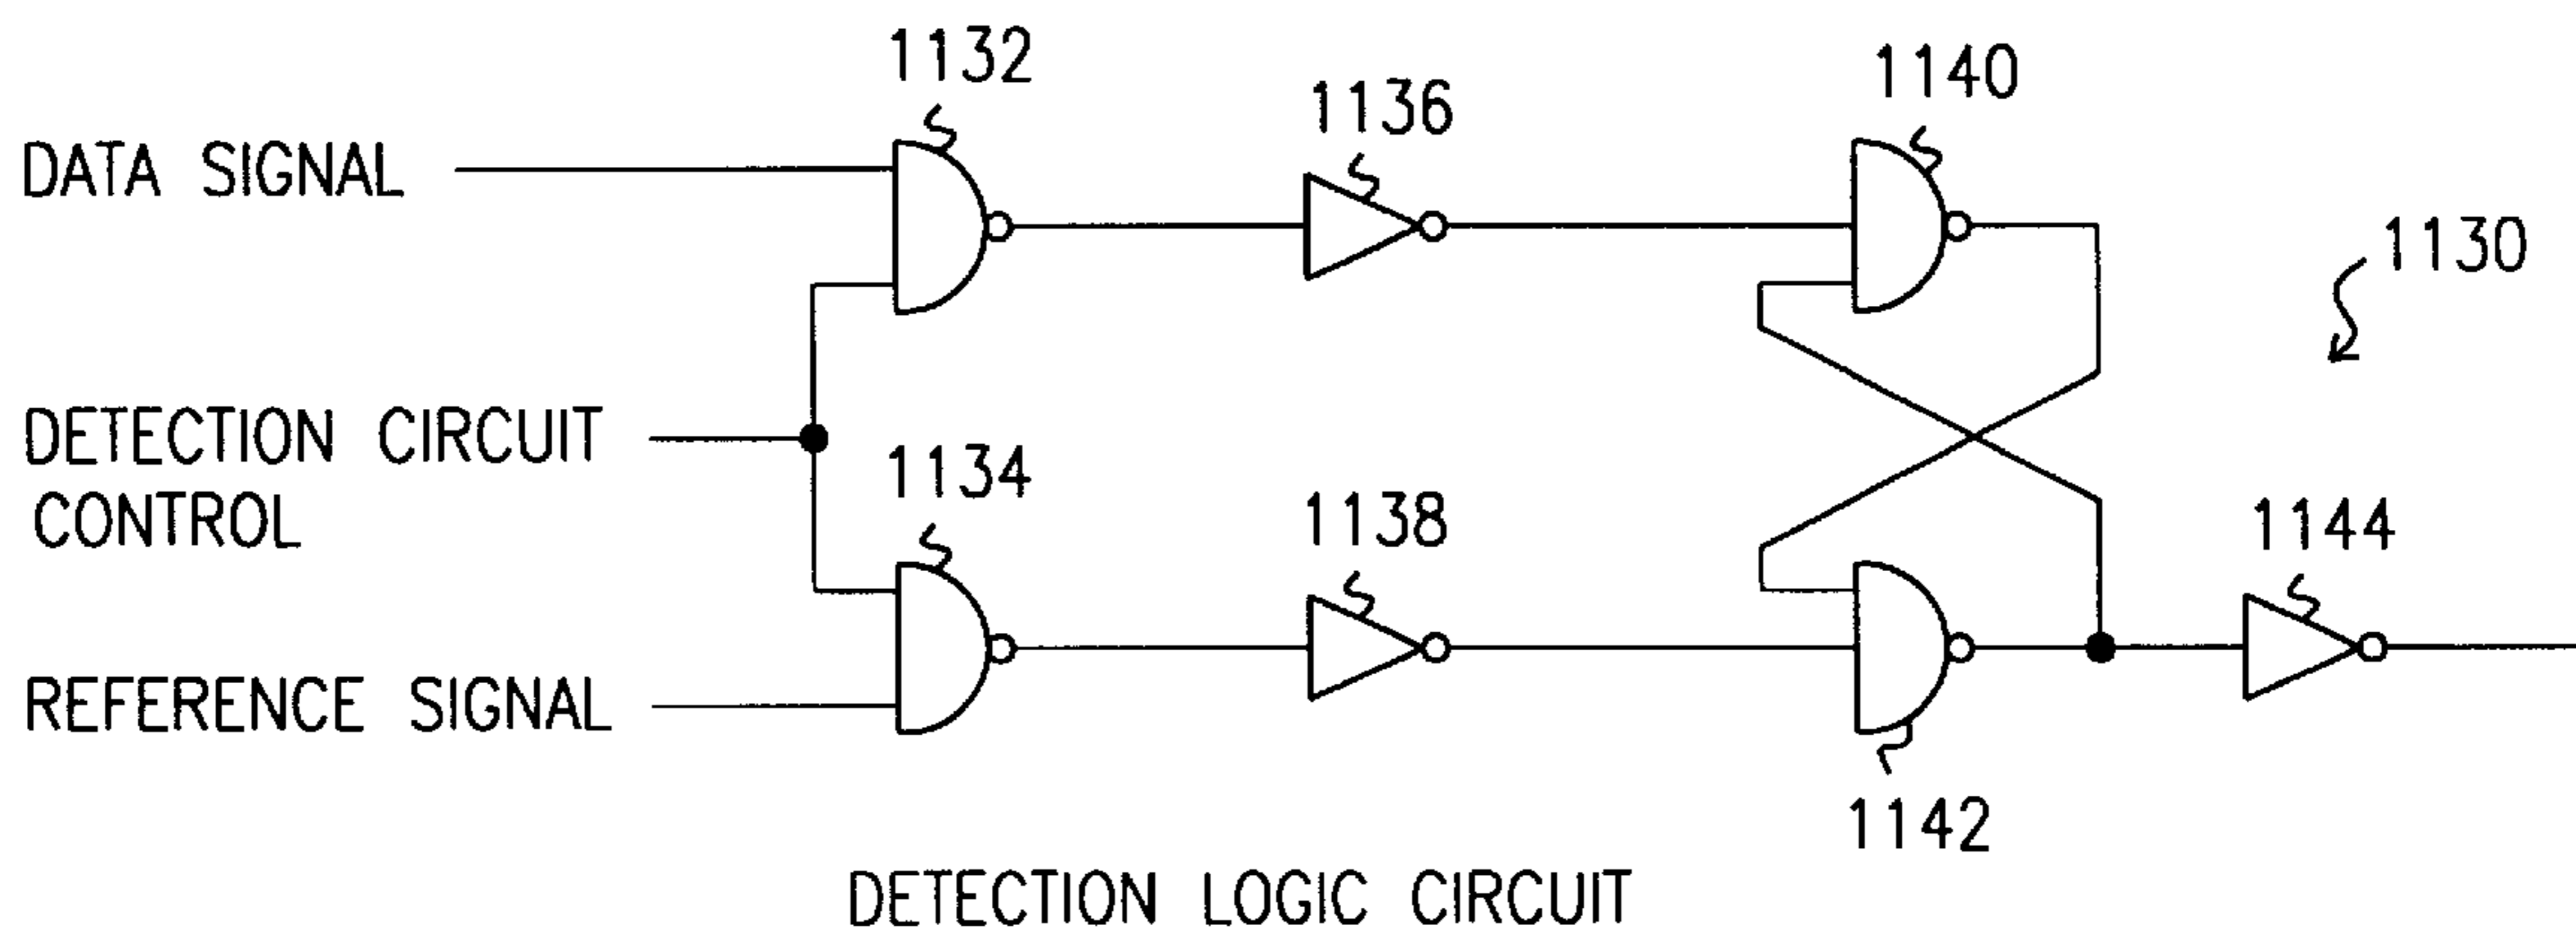 1132
1140
1136
DATA SIGNAL
1130
DETECTION CIRCUIT
CONTROL
1134
1138
1144
REFERENCE SIGNAL
1142
DETECTION LOGIC CIRCUIT